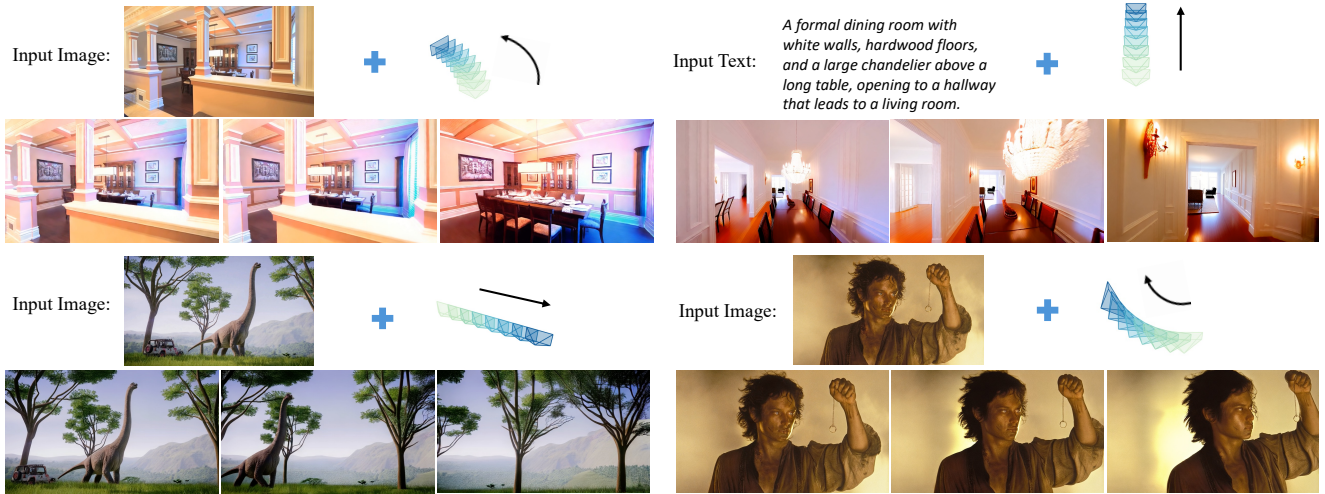 Input Image:
Input Text:
A formal dining room with
white walls, hardwood floors,
and a large chandelier above a
long table, opening to a hallway
that leads to a living room.
Input Image:
Input Image: